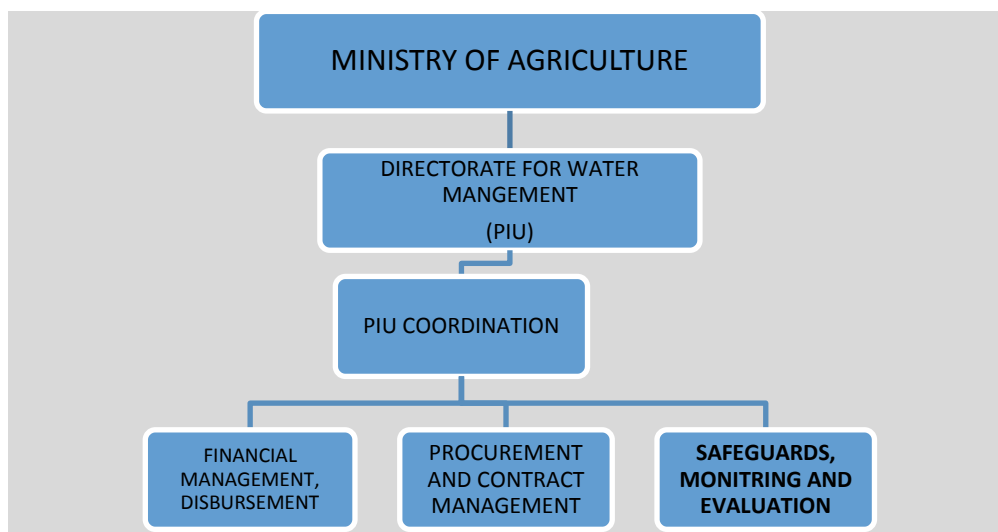 MINISTRY OF AGRICULTURE
DIRECTORATE FOR WATER
MANGEMENT
(PIU)
PIU COORDINATION
FINANCIAL
MANAGEMENT,
DISBURSEMENT
PROCUREMENT
AND CONTRACT
MANAGEMENT
SAFEGUARDS,
MONITRING AND
EVALUATION